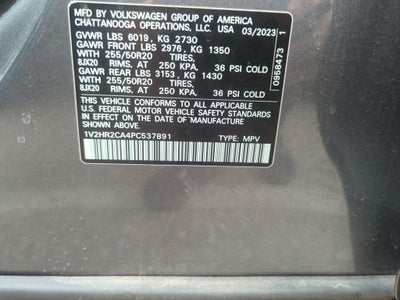 MFD BY VOLKSWAGEN GROUP OF AMERICA
CHATTANOOGA OPERATIONS, LLC. USA 03/2023
GVWR LBS 6019, KG 2730
GAWR FRONT LBS 2976, KG 1350
WITH 255/50R20 TIRES,
8JX20 RIMS, AT 250 KPA, 36 PSI COLD
GAWR REAR LBS 3153, KG 1430
WITH 255/50R20 TIRES,
8JX20 RIMS, AT 250 KPA, 36 PSI COLD
THIS VEHICLE CONFORMS TO ALL APPLICABLE
U.S. FEDERAL MOTOR VEHICLE SAFETY STANDARDS
IN EFFECT ON THE DATE OF MANUFACTURE
SHOWN ABOVE.
1V2HR2CA4PC537891 TYPE: MPV
0958473 1